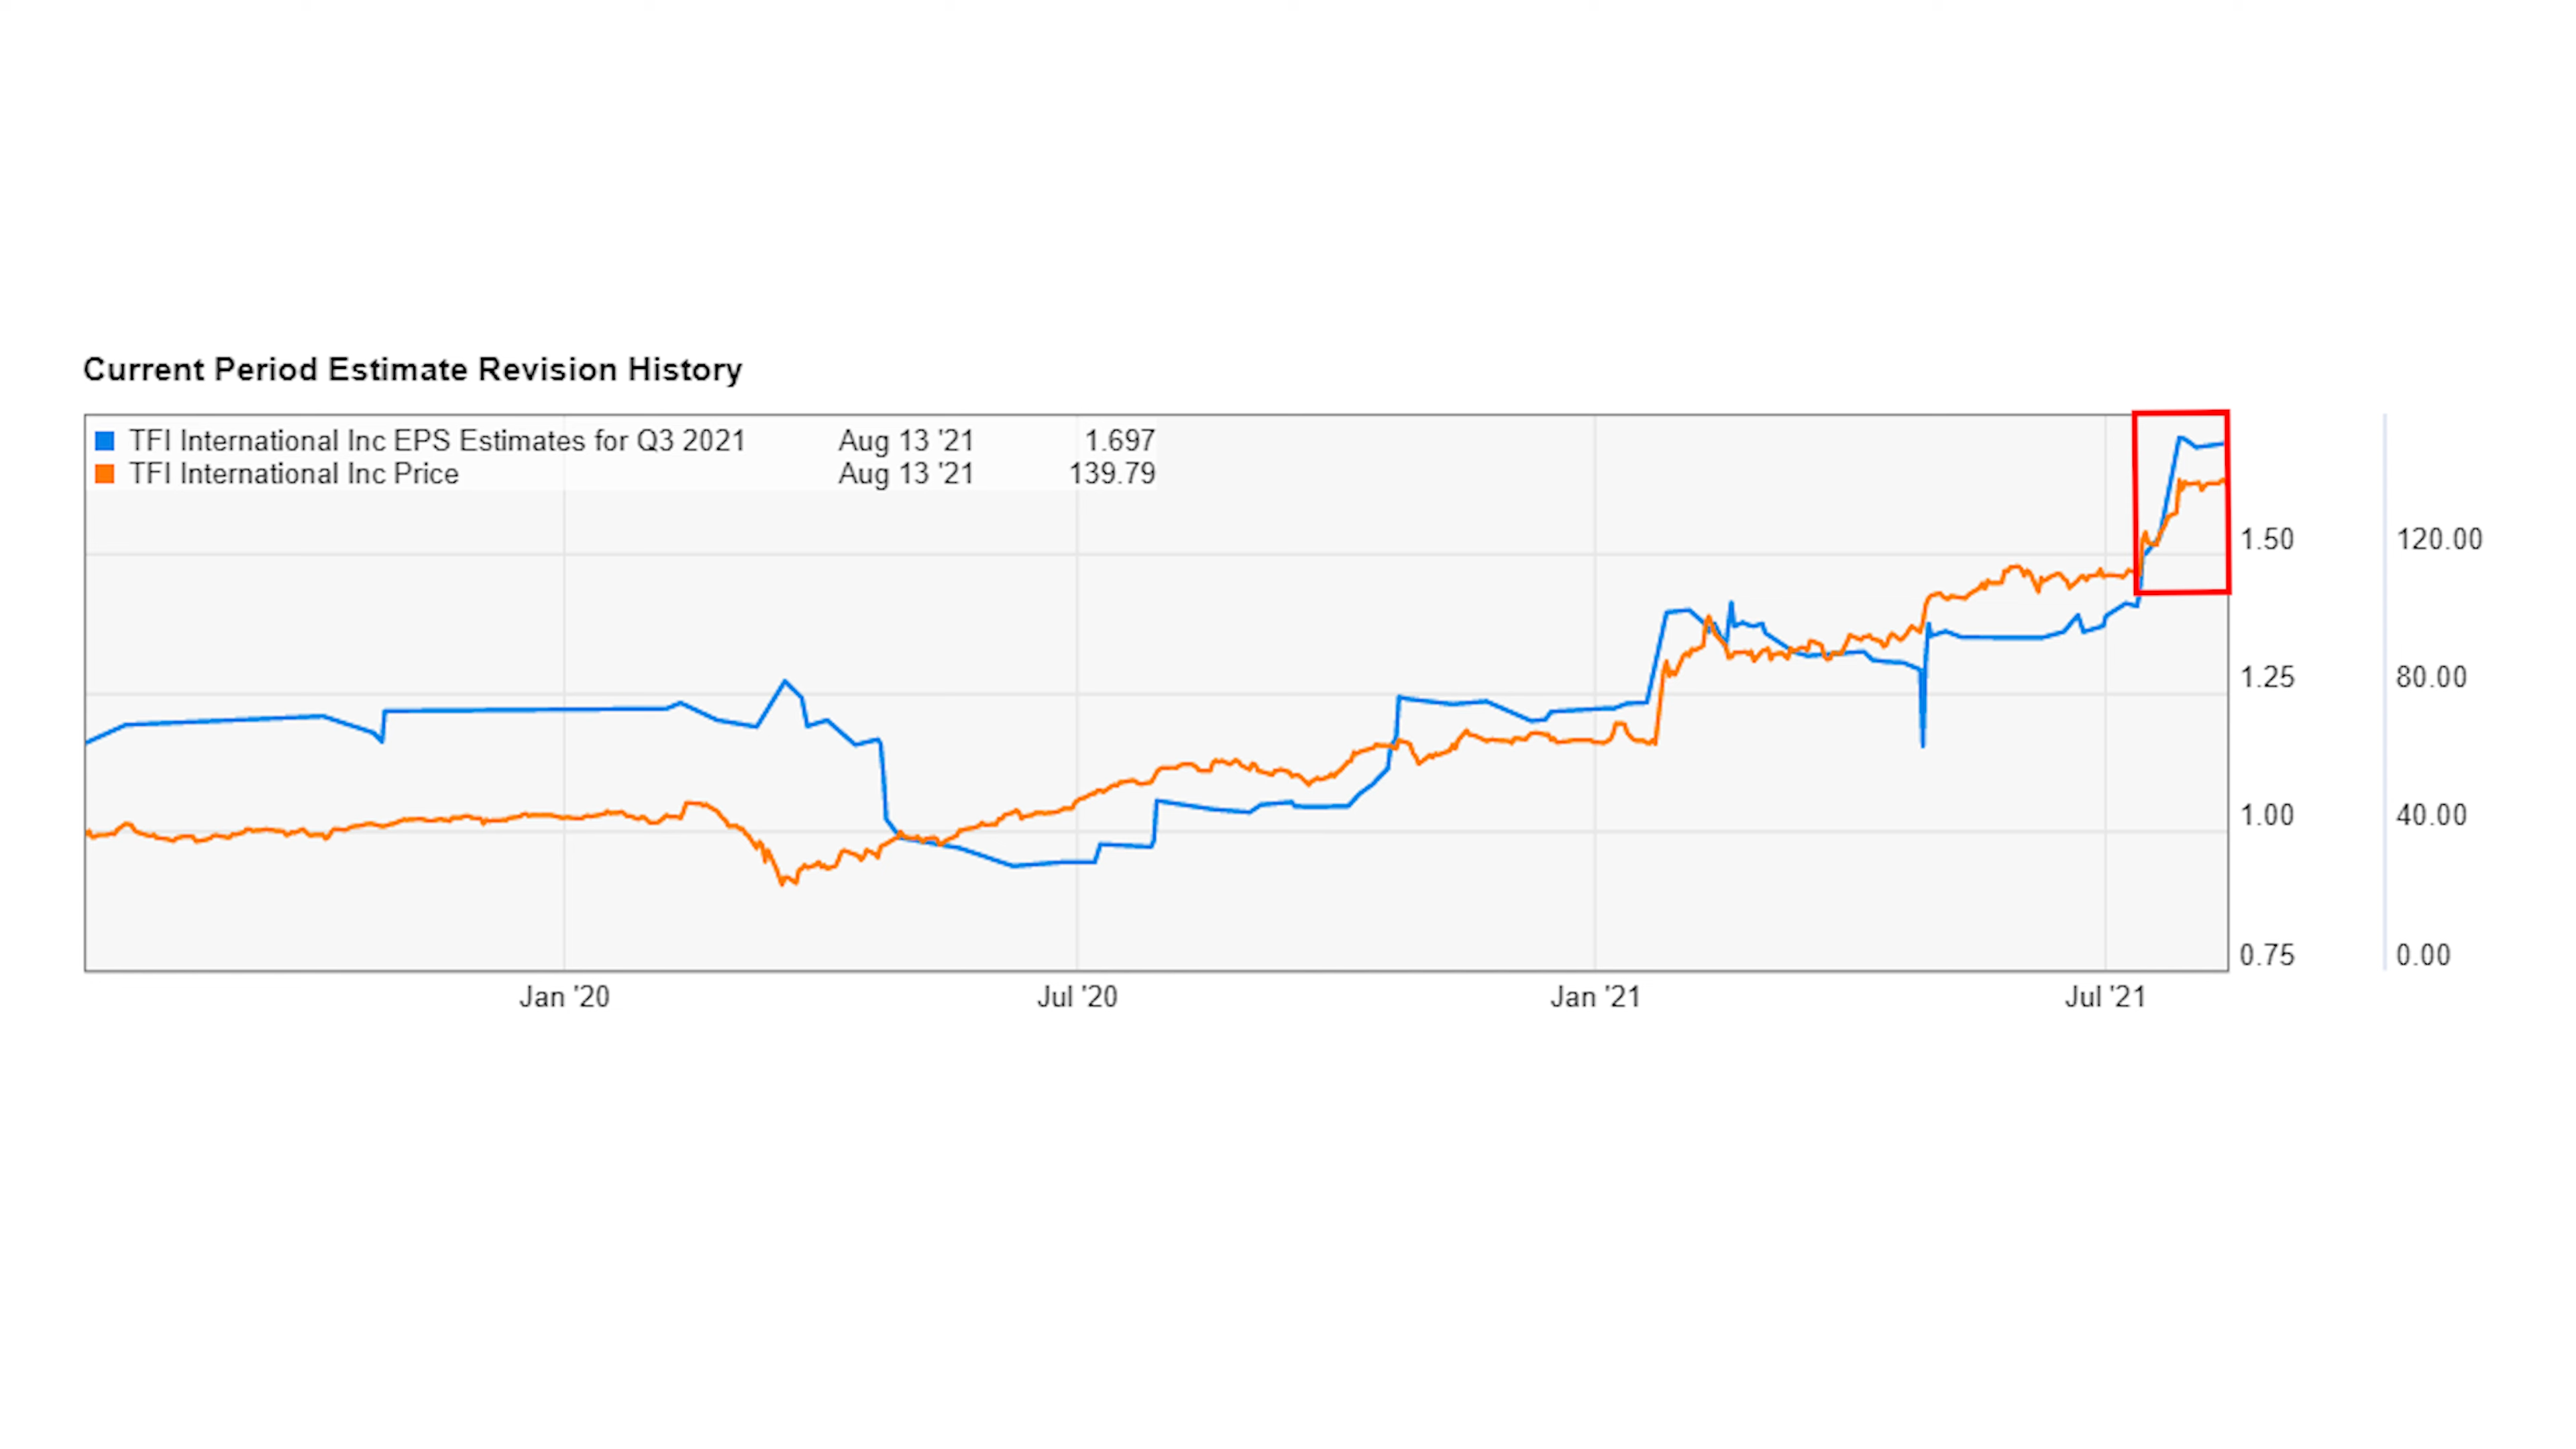 Current Period Estimate Revision History
TFI International Inc EPS Estimates for Q3 2021 Aug 13 '21 1.697
TFI International Inc Price Aug 13 '21 139.79
1.50 120.00
1.25 80.00
1.00 40.00
0.75 0.00
Jan '20 Jul '20 Jan '21 Jul '21